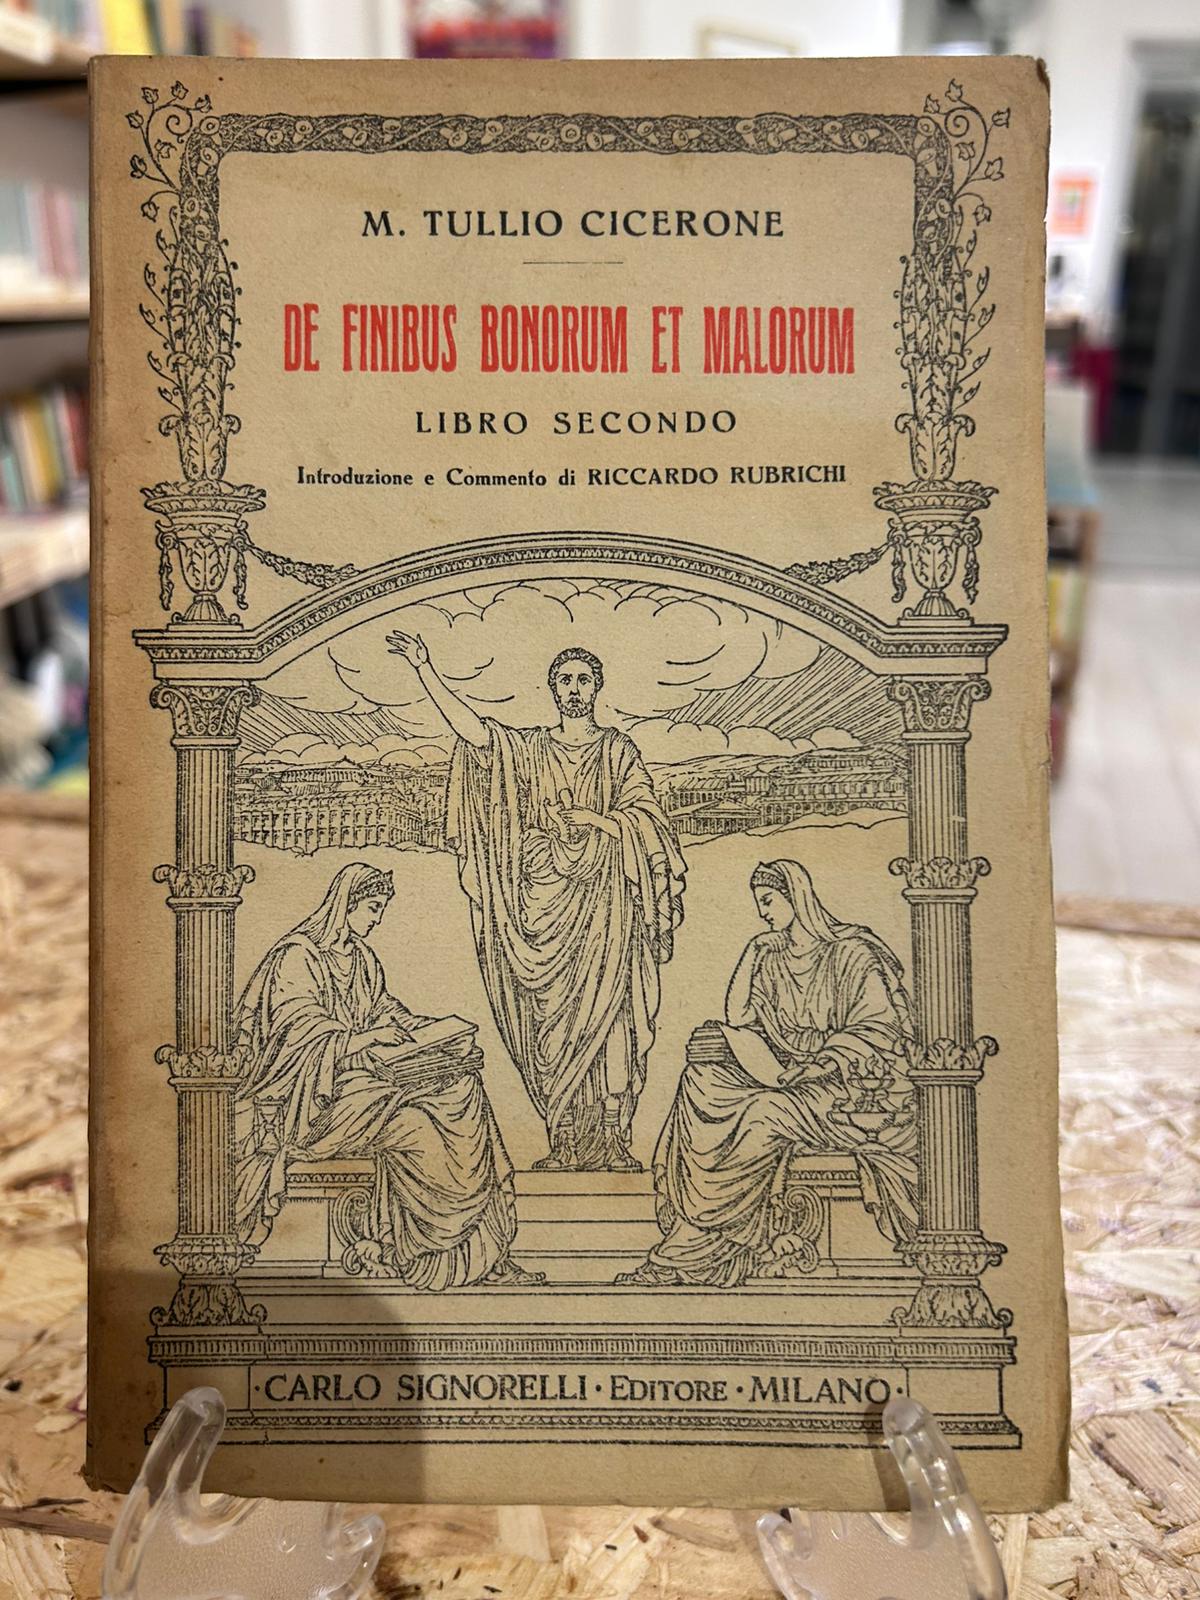 M. TULLIO CICERONE
DE FINIBUS BONORUM ET MALORUM
LIBRO SECONDO
Introduzione e Commento di RICCARDO RUBRICHI
·CARLO SIGNORELLI·EDITORE·MILANO·